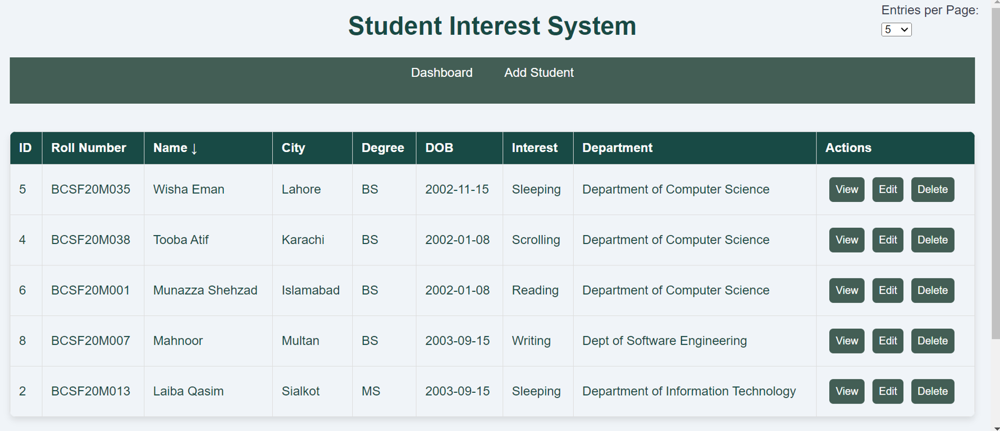 Entries per Page:
Student Interest System
5
Dashboard Add Student
ID Roll Number Name ↓ City Degree DOB Interest Department Actions
5 BCSF20M035 Wisha Eman Lahore BS 2002-11-15 Sleeping Department of Computer Science View Edit Delete
4 BCSF20M038 Tooba Atif Karachi BS 2002-01-08 Scrolling Department of Computer Science View Edit Delete
6 BCSF20M001 Munazza Shehzad Islamabad BS 2002-01-08 Reading Department of Computer Science View Edit Delete
8 BCSF20M007 Mahnoor Multan BS 2003-09-15 Writing Dept of Software Engineering View Edit Delete
2 BCSF20M013 Laiba Qasim Sialkot MS 2003-09-15 Sleeping Department of Information Technology View Edit Delete